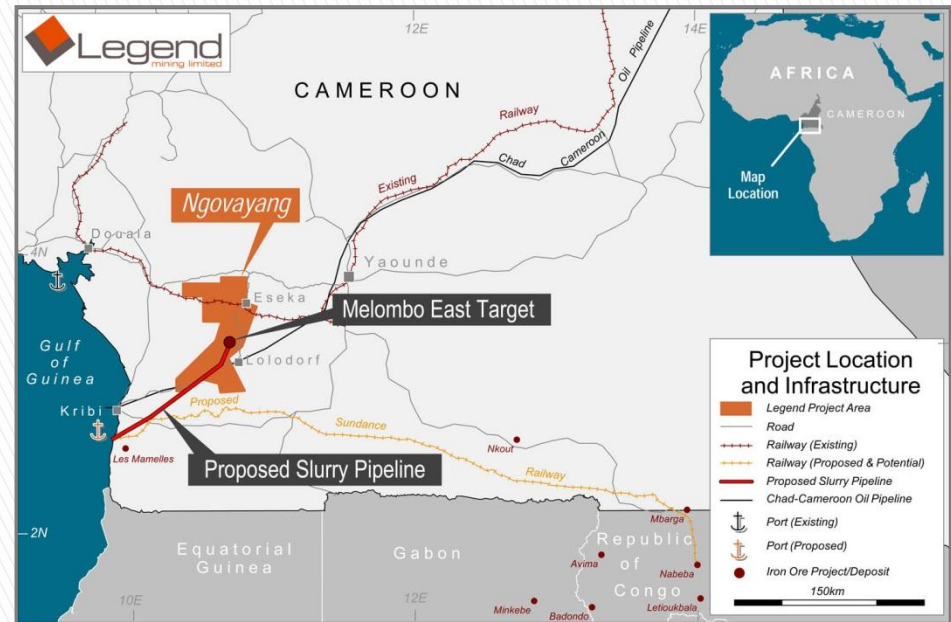 Legend
mining limited
12E
14E
CAMEROON
Railway
Oil Pipeline
Chad
Cameroon
Existing
AFRICA
CAMEROON
Map
Location
Ngovayang
Douala
4N
Yaounde
Eseka
Melombo East Target
Gulf
of
Guinea
Lolodorf
Kribi
Proposed
Sundance
Railway
Nkout
Les Mamelles
Proposed Slurry Pipeline
Mbarga
2N
Equatorial
Guinea
Gabon
Republic
of
Congo
Avima
Nabeba
Minkebe
Badondo
Letioukbala
10E
12E
Project Location
and Infrastructure
Legend Project Area
Road
Railway (Existing)
Railway (Proposed & Potential)
Proposed Slurry Pipeline
Chad-Cameroon Oil Pipeline
Port (Existing)
Port (Proposed)
Iron Ore Project/Deposit
150km